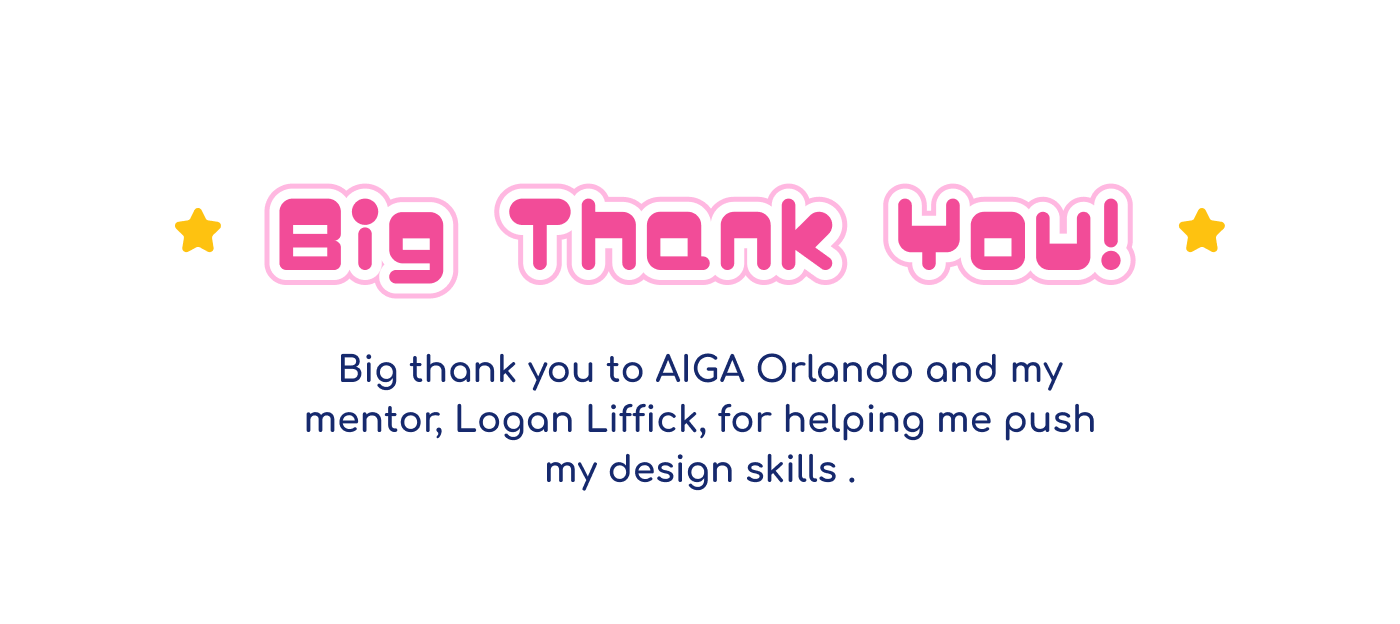 Big Thank You!
Big thank you to AIGA Orlando and my
mentor, Logan Liffick, for helping me push
my design skills .